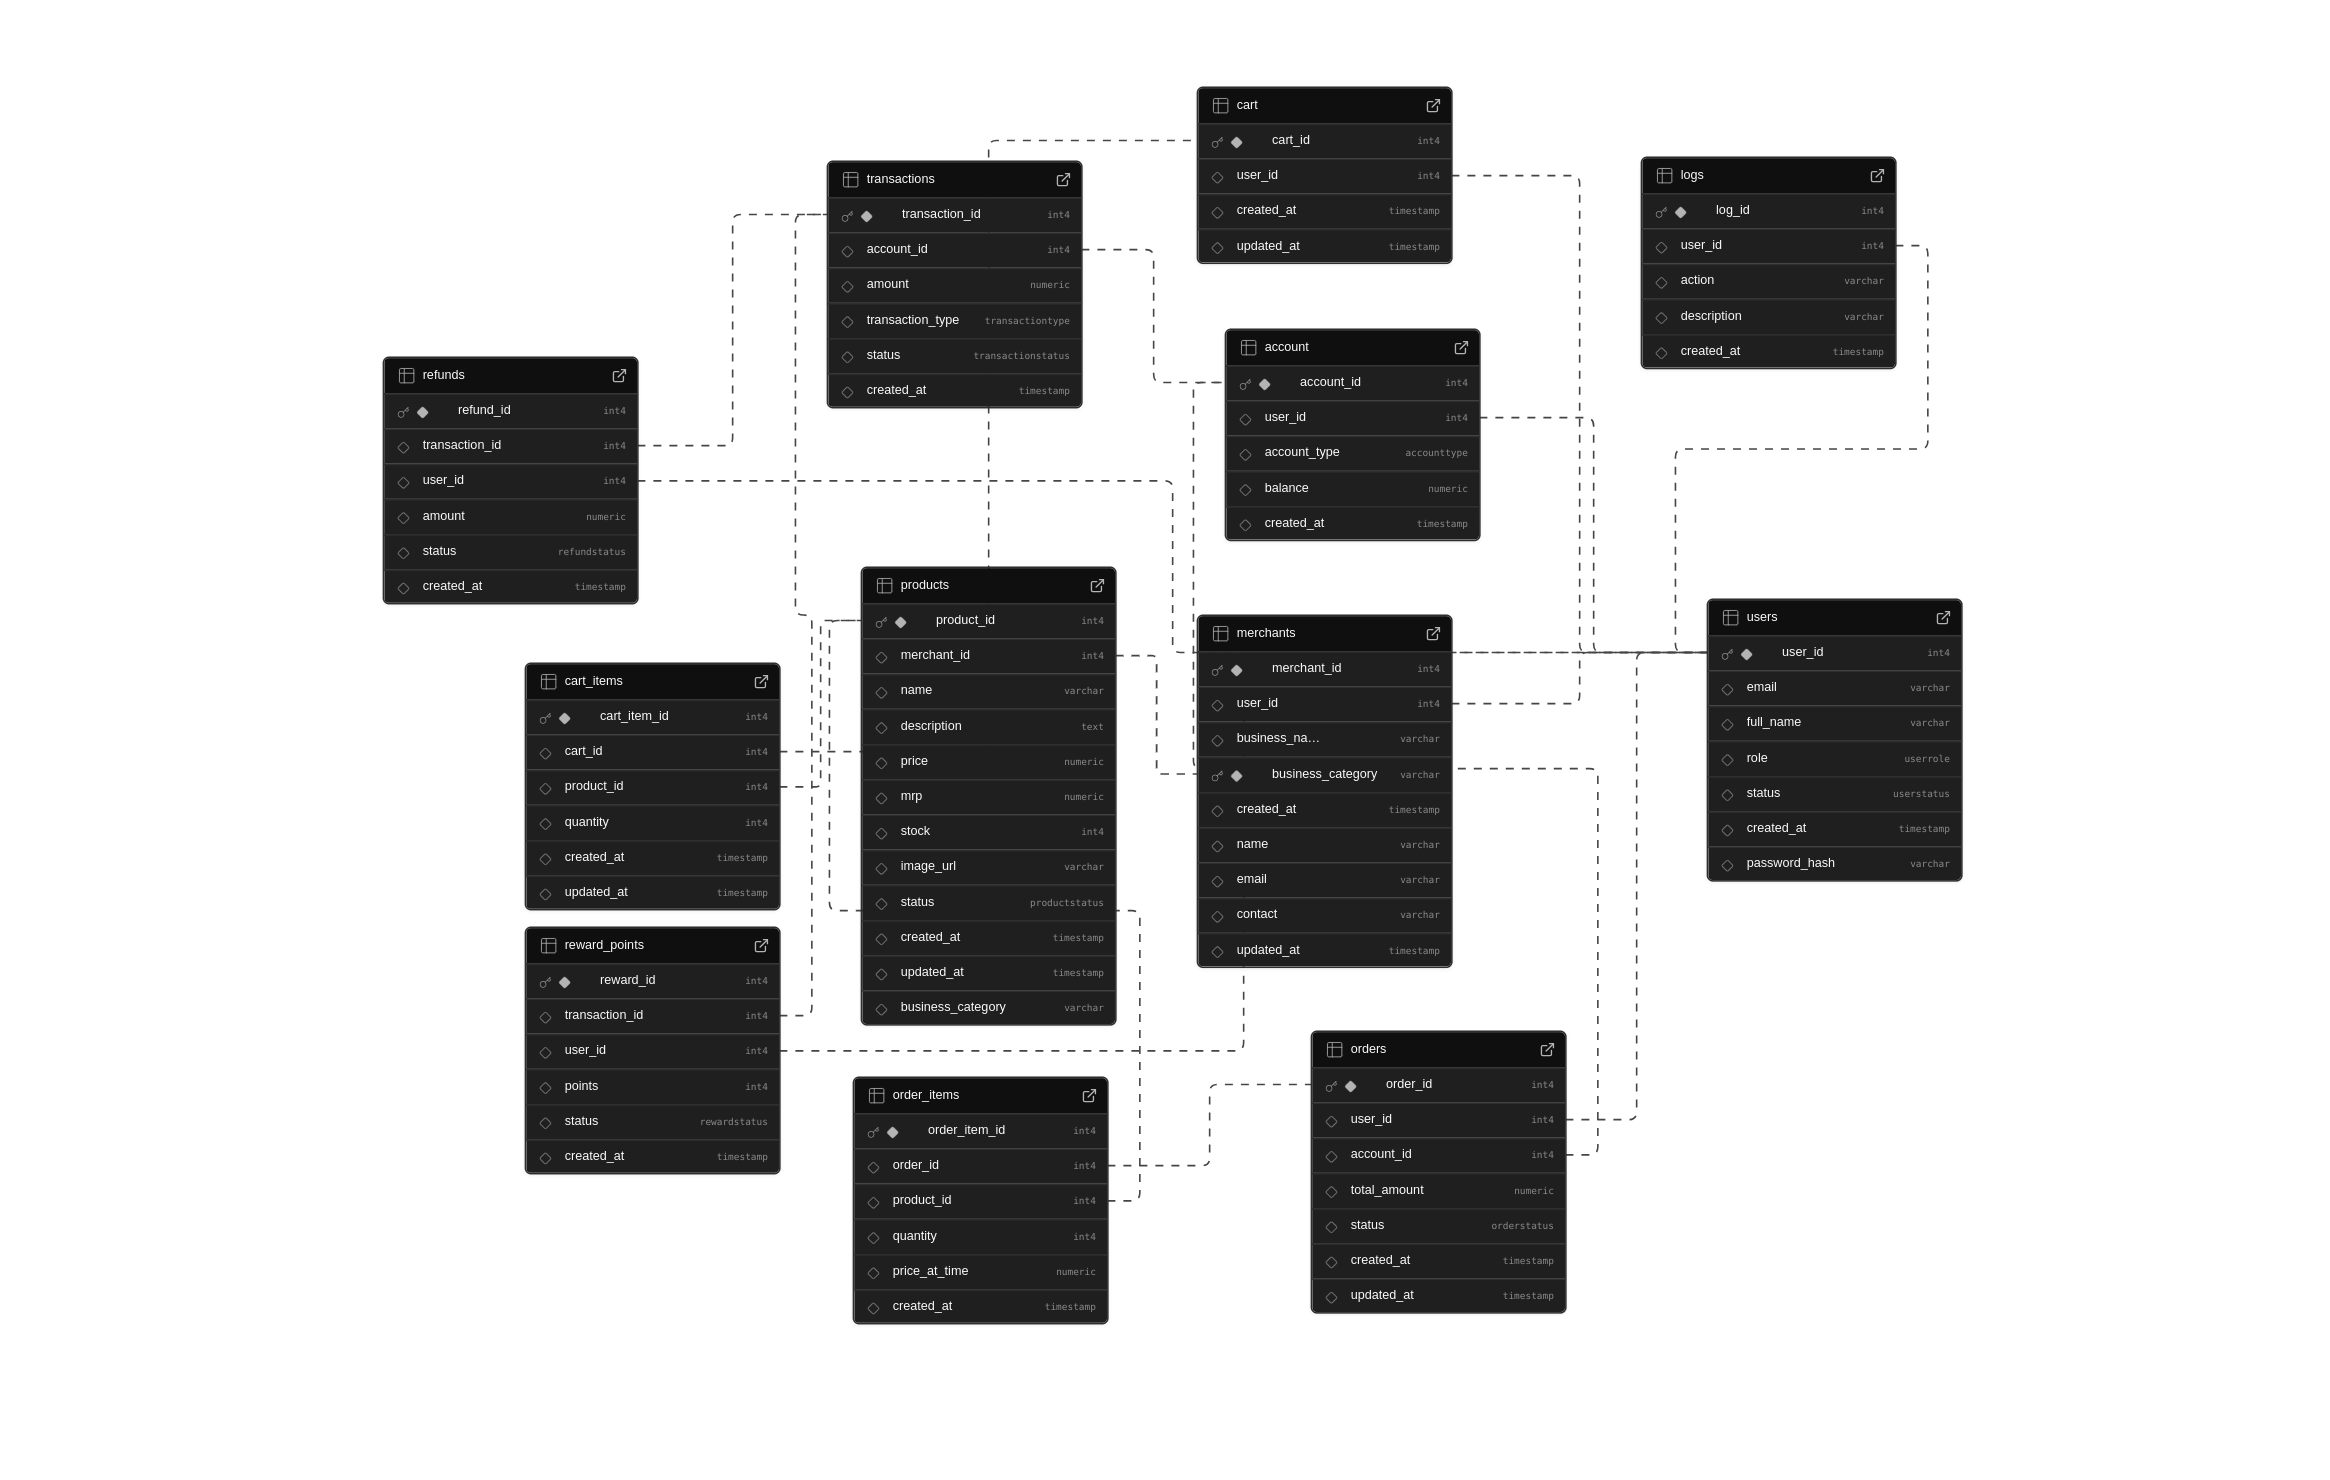 cart
cart_id int4
user_id int4
created_at timestamp
updated_at timestamp
logs
log_id int4
user_id int4
action varchar
description varchar
created_at timestamp
transactions
transaction_id int4
account_id int4
amount numeric
transaction_type transactiontype
status transactionstatus
created_at timestamp
account
account_id int4
user_id int4
account_type accounttype
balance numeric
created_at timestamp
refunds
refund_id int4
transaction_id int4
user_id int4
amount numeric
status refundstatus
created_at timestamp
products
product_id int4
merchant_id int4
name varchar
description text
price numeric
mrp numeric
stock int4
image_url varchar
status productstatus
created_at timestamp
updated_at timestamp
business_category varchar
merchants
merchant_id int4
user_id int4
business_na… varchar
business_category varchar
created_at timestamp
name varchar
email varchar
contact varchar
updated_at timestamp
users
user_id int4
email varchar
full_name varchar
role userrole
status userstatus
created_at timestamp
password_hash varchar
cart_items
cart_item_id int4
cart_id int4
product_id int4
quantity int4
created_at timestamp
updated_at timestamp
reward_points
reward_id int4
transaction_id int4
user_id int4
points int4
status rewardstatus
created_at timestamp
order_items
order_item_id int4
order_id int4
product_id int4
quantity int4
price_at_time numeric
created_at timestamp
orders
order_id int4
user_id int4
account_id int4
total_amount numeric
status orderstatus
created_at timestamp
updated_at timestamp